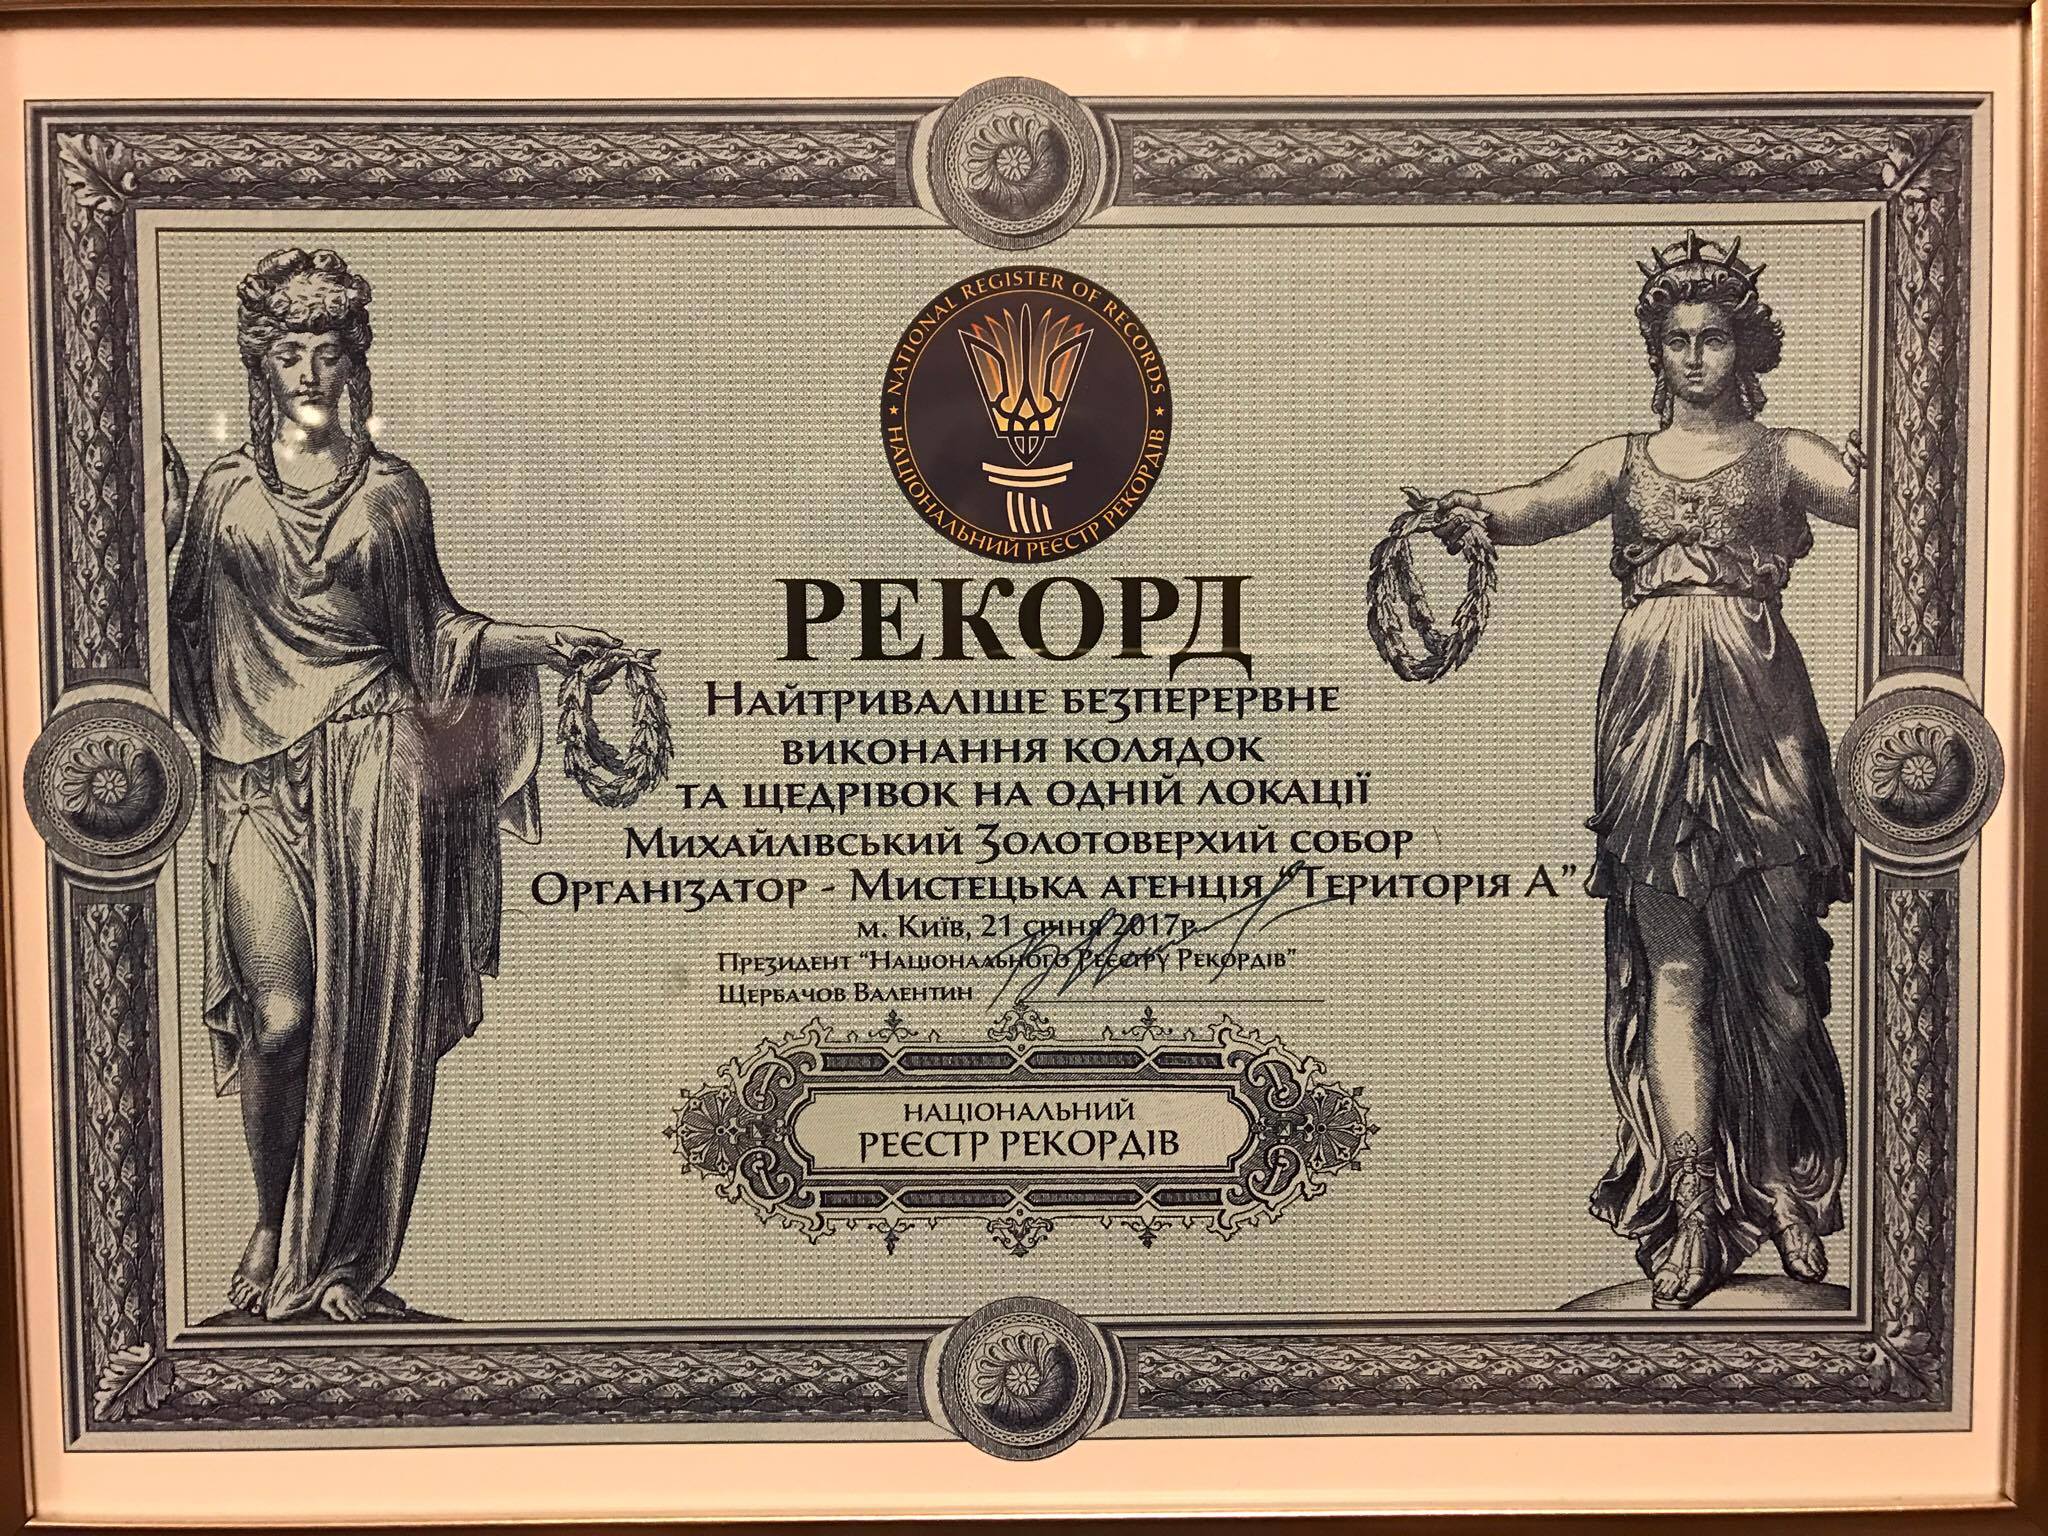 ★ NATIONAL REGISTER OF RECORDS ★
НАЦІОНАЛЬНИЙ РЕЄСТР РЕКОРДІВ
РЕКОРД
Найтриваліше безперервне
виконання колядок
та щедрівок на одній локації
Михайлівський Золотоверхий собор
Організатор - Мистецька агенція "Територія А"
м. Київ, 21 січня 2017р.
Президент "Національного Реєстру Рекордів"
Щербачов Валентин
НАЦІОНАЛЬНИЙ
РЕЄСТР РЕКОРДІВ